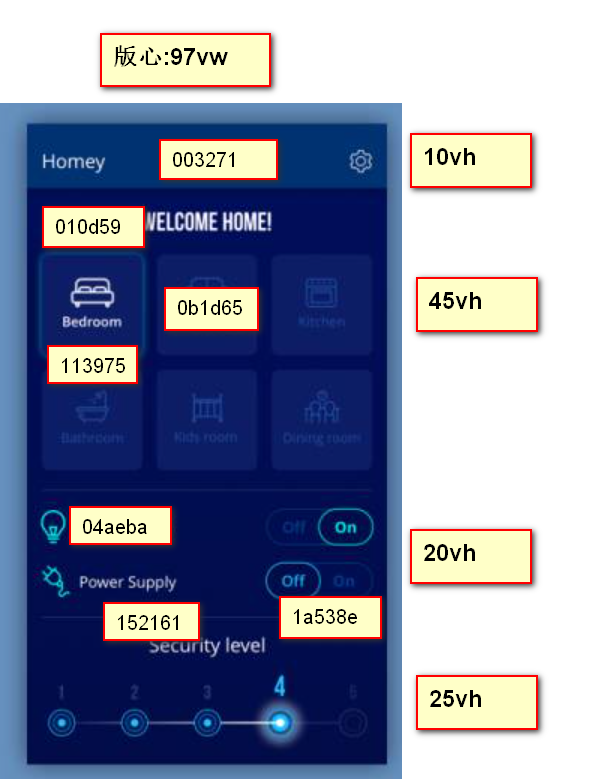 版心:97vw
Homey
003271
10vh
010d59
WELCOME HOME!
Bedroom
0b1d65
Kitchen
45vh
113975
Bathroom
Kids room
Dining room
04aeba
Off
On
20vh
Power Supply
Off
On
152161
1a538e
Security level
1 2 3 4 5
25vh